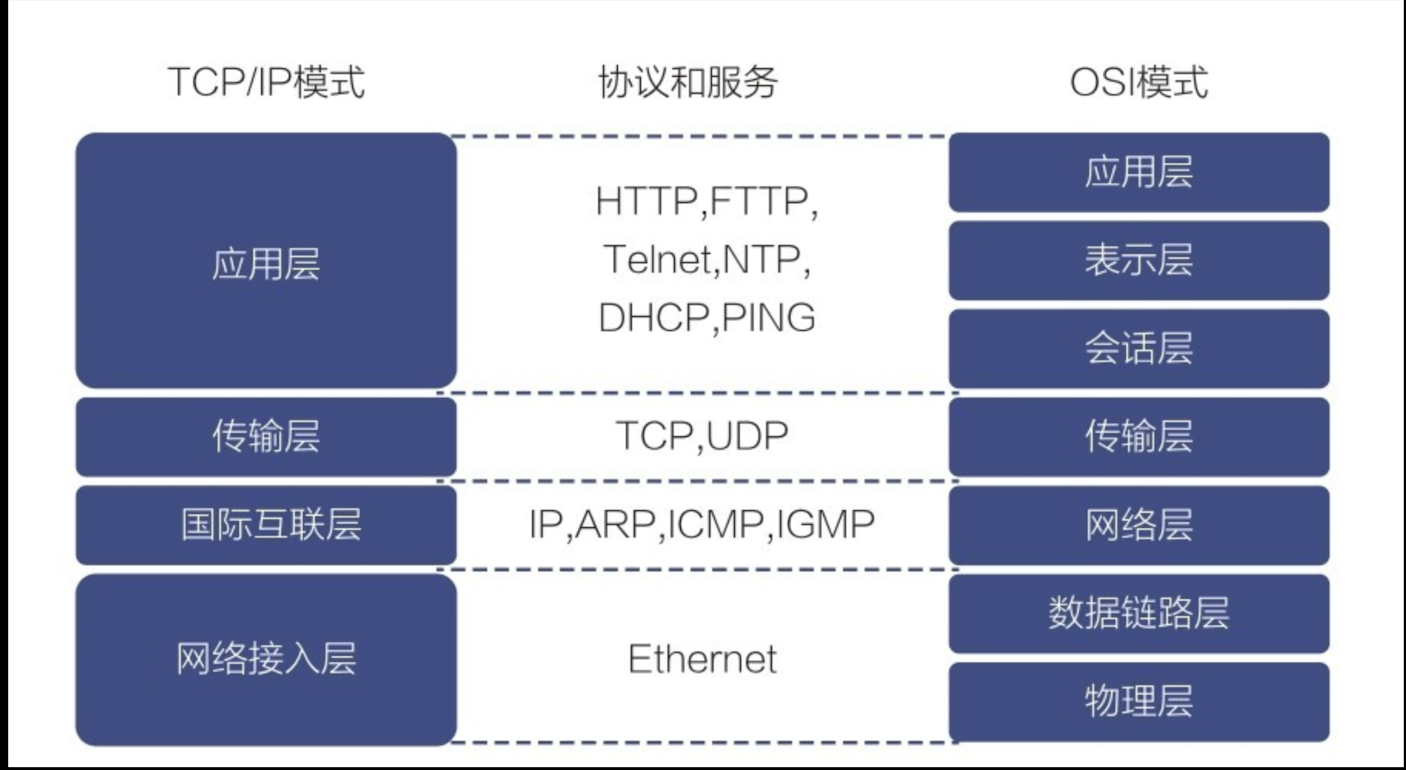 TCP/IP模式
协议和服务
OSI模式
应用层
HTTP,FTTP,
Telnet,NTP,
DHCP,PING
应用层
表示层
会话层
传输层
TCP,UDP
传输层
国际互联层
IP,ARP,ICMP,IGMP
网络层
网络接入层
Ethernet
数据链路层
物理层